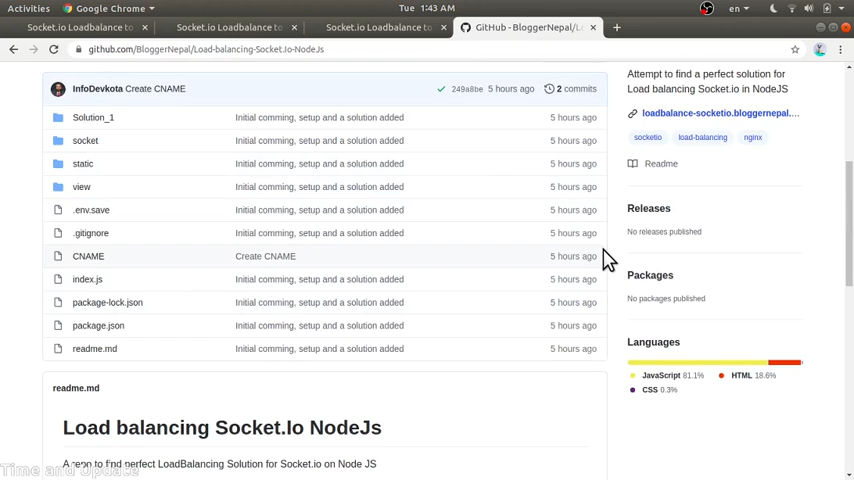 Activities Google Chrome Tue 1:43 AM en
Socket.io Loadbalance to Socket.io Loadbalance to Socket.io Loadbalance to GitHub - BloggerNepal/Lo
github.com/BloggerNepal/Load-balancing-Socket.Io-NodeJs
InfoDevkota Create CNAME 249a8be 5 hours ago 2 commits
Solution_1 Initial comming, setup and a solution added 5 hours ago
socket Initial comming, setup and a solution added 5 hours ago
static Initial comming, setup and a solution added 5 hours ago
view Initial comming, setup and a solution added 5 hours ago
.env.save Initial comming, setup and a solution added 5 hours ago
.gitignore Initial comming, setup and a solution added 5 hours ago
CNAME Create CNAME 5 hours ago
index.js Initial comming, setup and a solution added 5 hours ago
package-lock.json Initial comming, setup and a solution added 5 hours ago
package.json Initial comming, setup and a solution added 5 hours ago
readme.md Initial comming, setup and a solution added 5 hours ago
readme.md
Load balancing Socket.Io NodeJs
A repo to find perfect LoadBalancing Solution for Socket.io on Node JS
Time and Update
Attempt to find a perfect solution for
Load balancing Socket.io in NodeJS
loadbalance-socketio.bloggernepal....
socketio load-balancing nginx
Readme
Releases
No releases published
Packages
No packages published
Languages
JavaScript 81.1% HTML 18.6%
CSS 0.3%